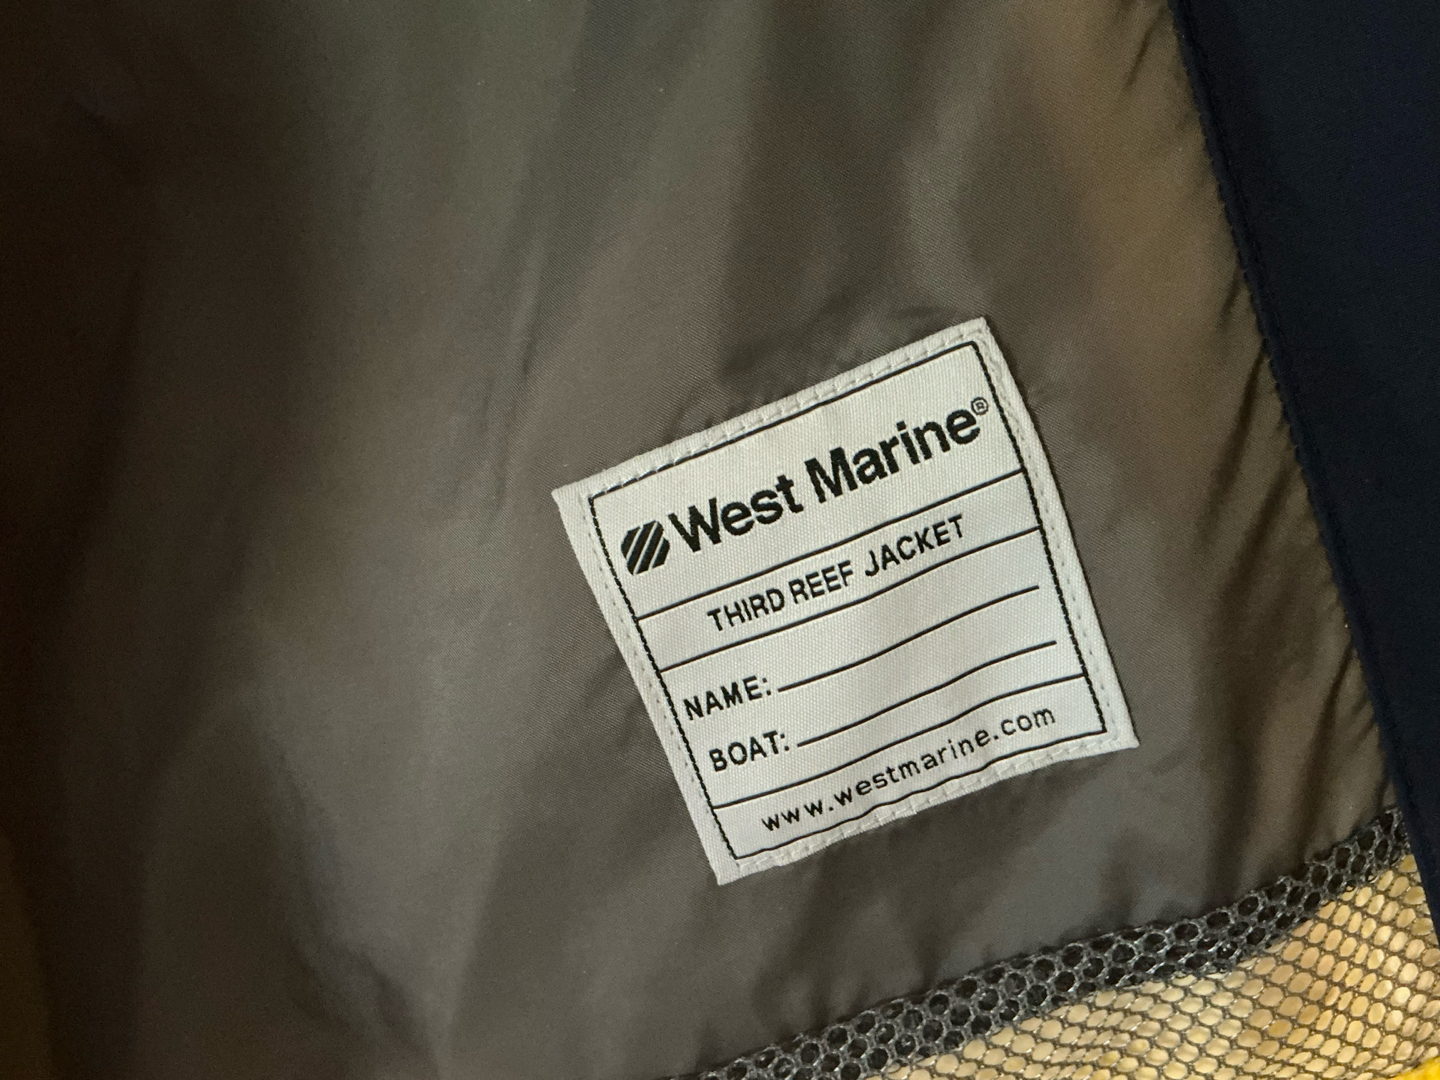 West Marine®
THIRD REEF JACKET
NAME:
BOAT:
www.westmarine.com